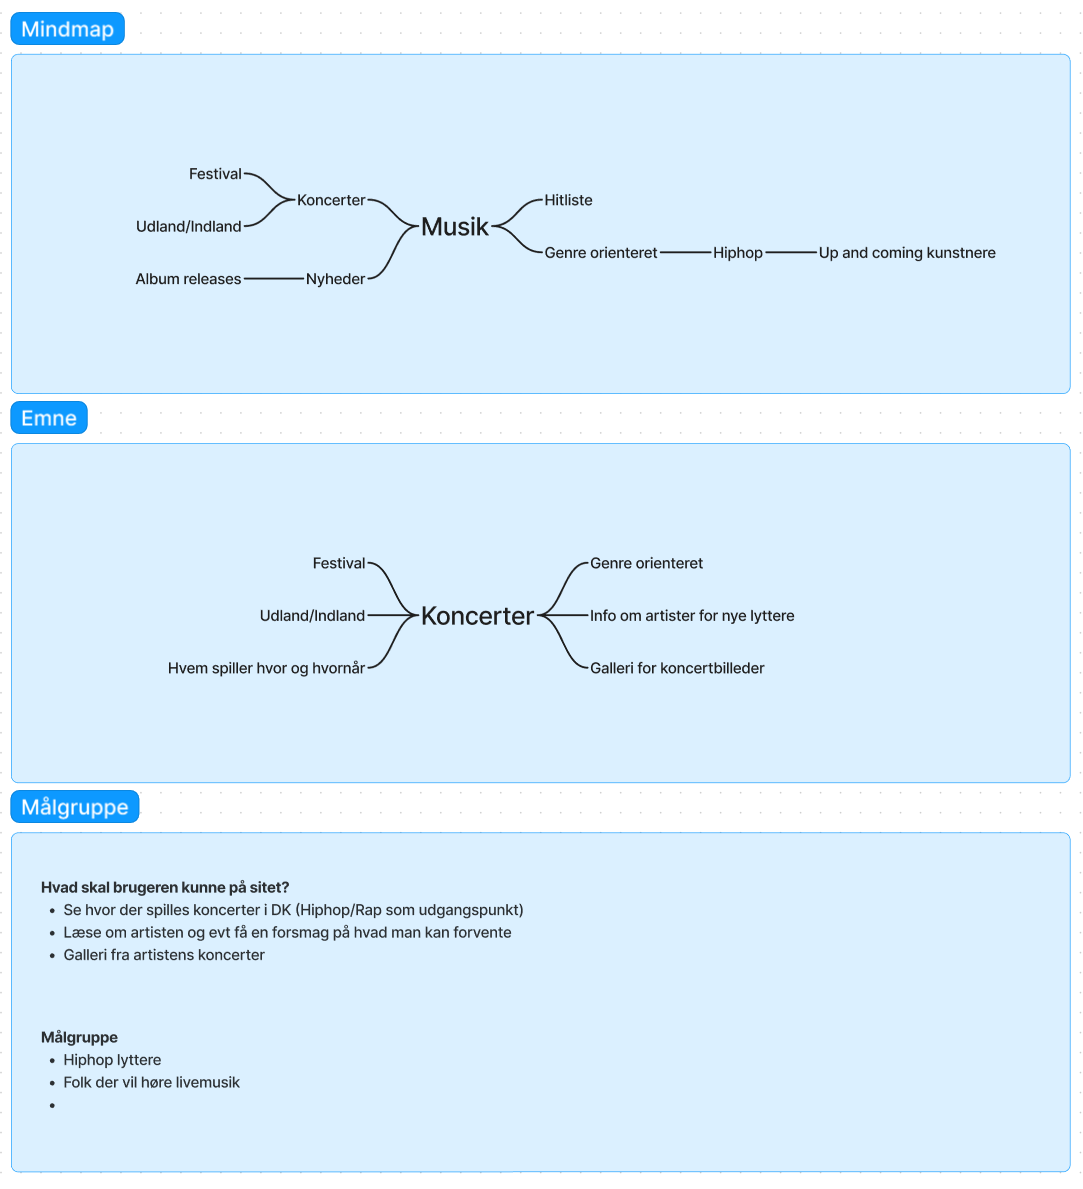 Mindmap
Festival
Koncerter
Udland/Indland
Album releases
Nyheder
Musik
Hitliste
Genre orienteret
Hiphop
Up and coming kunstnere
Emne
Festival
Udland/Indland
Hvem spiller hvor og hvornår
Koncerter
Genre orienteret
Info om artister for nye lyttere
Galleri for koncertbilleder
Målgruppe
Hvad skal brugeren kunne på sitet?
• Se hvor der spilles koncerter i DK (Hiphop/Rap som udgangspunkt)
• Læse om artisten og evt få en forsmag på hvad man kan forvente
• Galleri fra artistens koncerter
Målgruppe
• Hiphop lyttere
• Folk der vil høre livemusik
•